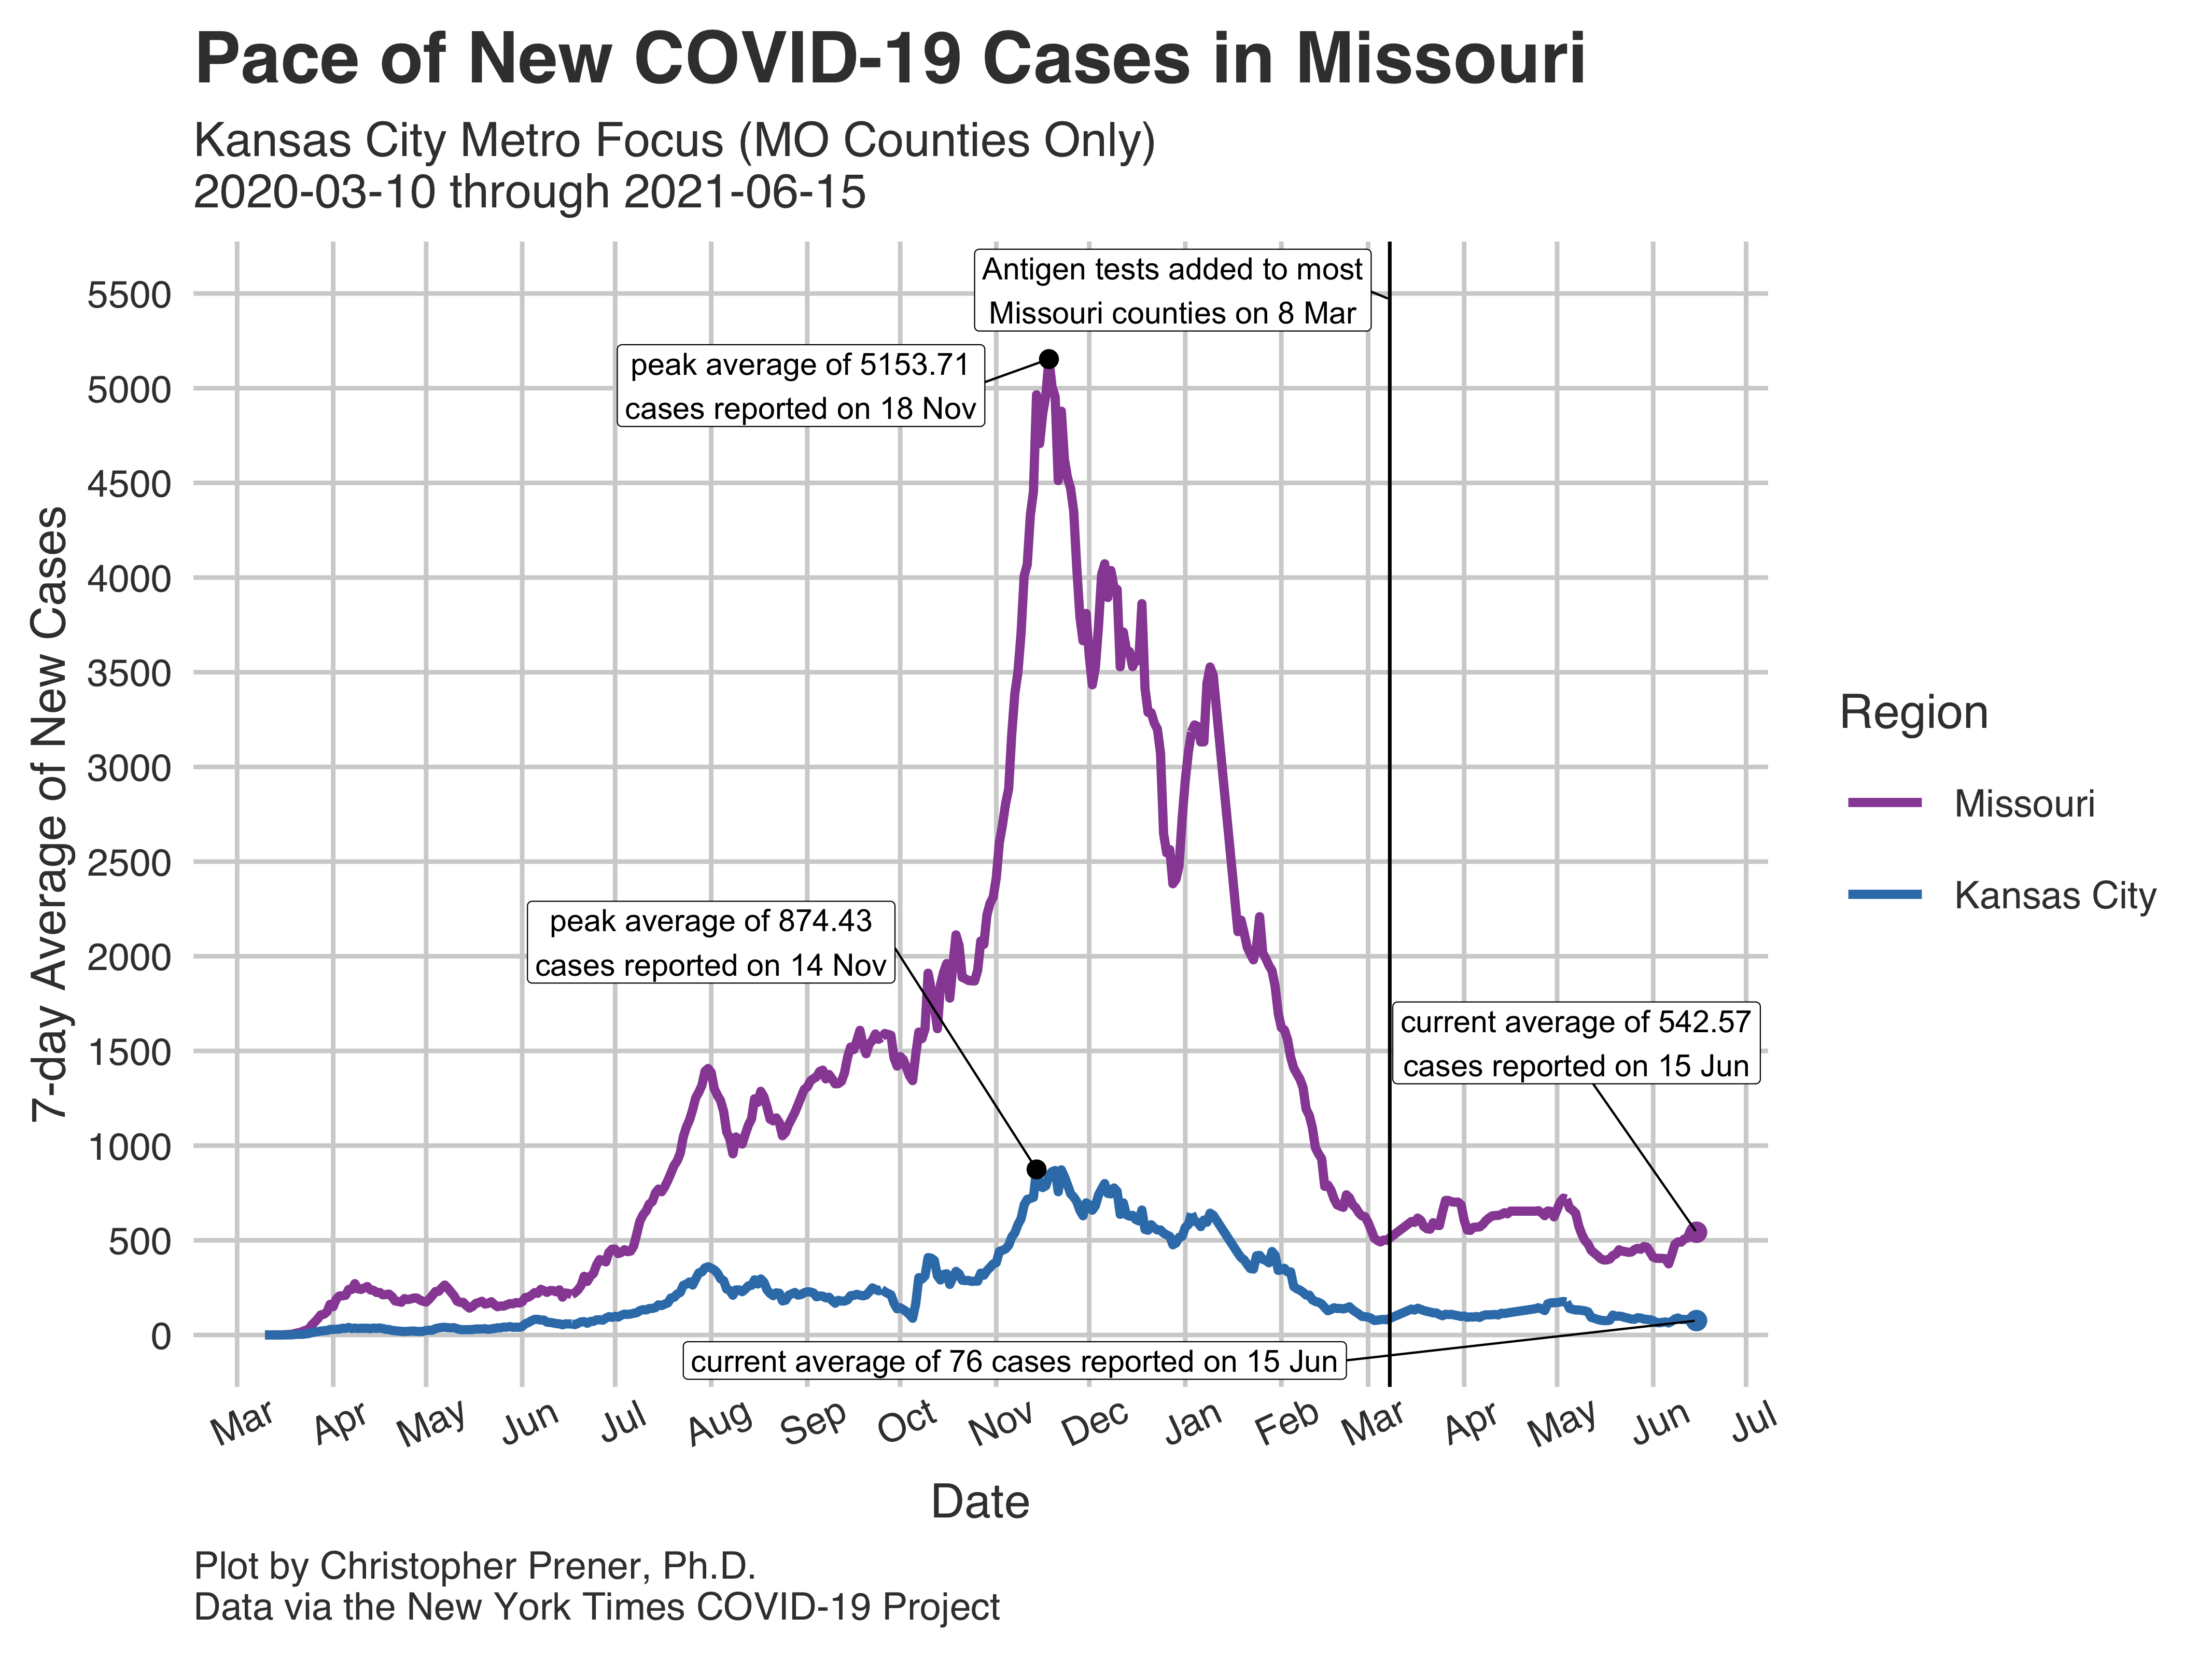 Pace of New COVID-19 Cases in Missouri
Kansas City Metro Focus (MO Counties Only)
2020-03-10 through 2021-06-15
Antigen tests added to most
Missouri counties on 8 Mar
peak average of 5153.71
cases reported on 18 Nov
peak average of 874.43
cases reported on 14 Nov
current average of 542.57
cases reported on 15 Jun
current average of 76 cases reported on 15 Jun
7-day Average of New Cases
5500
5000
4500
4000
3500
3000
2500
2000
1500
1000
500
0
Mar Apr May Jun Jul Aug Sep Oct Nov Dec Jan Feb Mar Apr May Jun Jul
Date
Region
Missouri
Kansas City
Plot by Christopher Prener, Ph.D.
Data via the New York Times COVID-19 Project